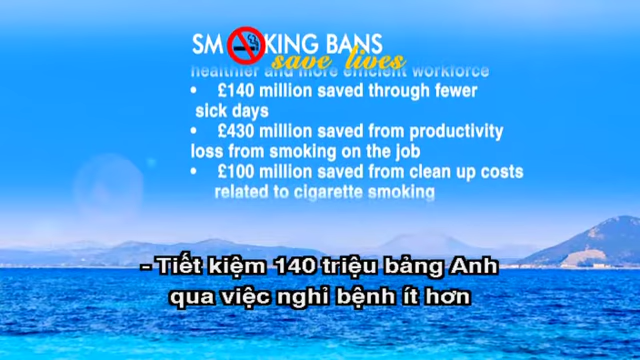 SMOKING BANS
save lives
healthier and more efficient workforce
• £140 million saved through fewer
sick days
• £430 million saved from productivity
loss from smoking on the job
• £100 million saved from clean up costs
related to cigarette smoking
- Tiết kiệm 140 triệu bảng Anh
qua việc nghỉ bệnh ít hơn